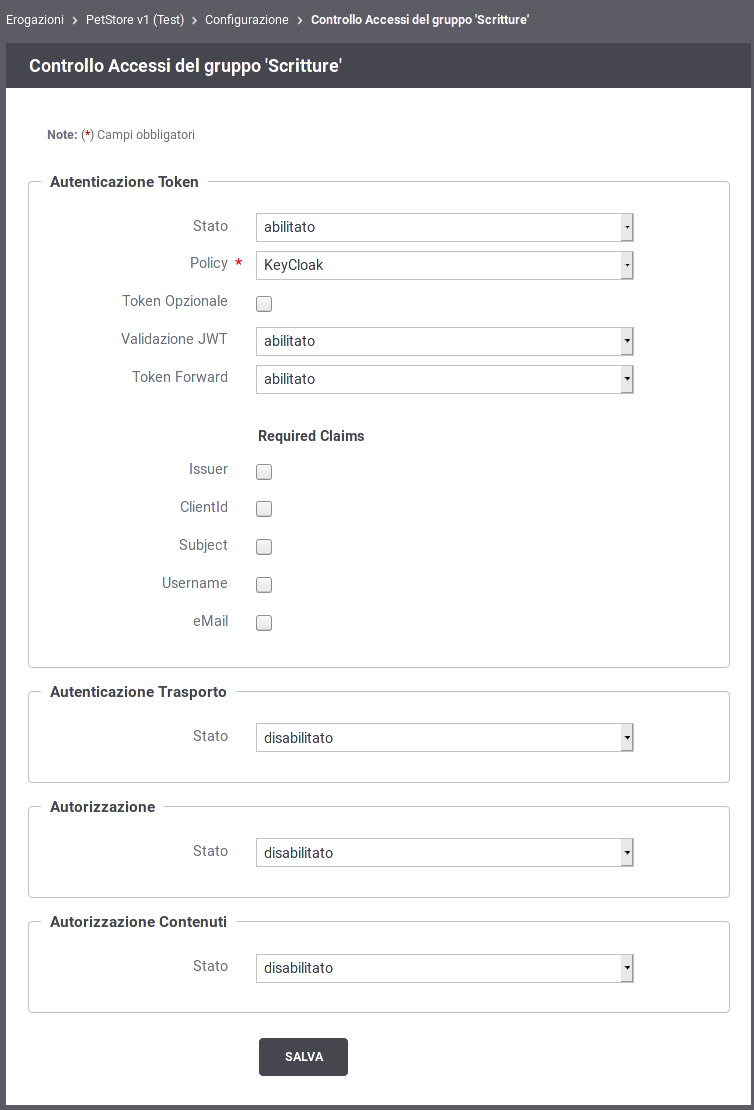 Erogazioni > PetStore v1 (Test) > Configurazione > Controllo Accessi del gruppo 'Scritture'
Controllo Accessi del gruppo 'Scritture'
Note: (*) Campi obbligatori
Autenticazione Token
Stato abilitato
Policy * KeyCloak
Token Opzionale
Validazione JWT abilitato
Token Forward abilitato
Required Claims
Issuer
ClientId
Subject
Username
eMail
Autenticazione Trasporto
Stato disabilitato
Autorizzazione
Stato disabilitato
Autorizzazione Contenuti
Stato disabilitato
SALVA